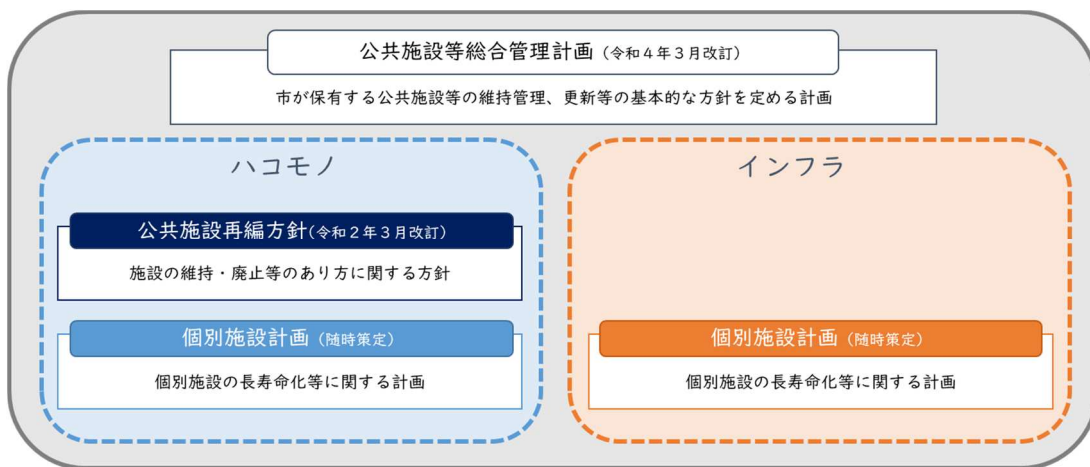 公共施設等総合管理計画（令和４年３月改訂）
市が保有する公共施設等の維持管理、更新等の基本的な方針を定める計画
ハコモノ
公共施設再編方針(令和２年３月改訂)
施設の維持・廃止等のあり方に関する方針
個別施設計画（随時策定）
個別施設の長寿命化等に関する計画
インフラ
個別施設計画（随時策定）
個別施設の長寿命化等に関する計画